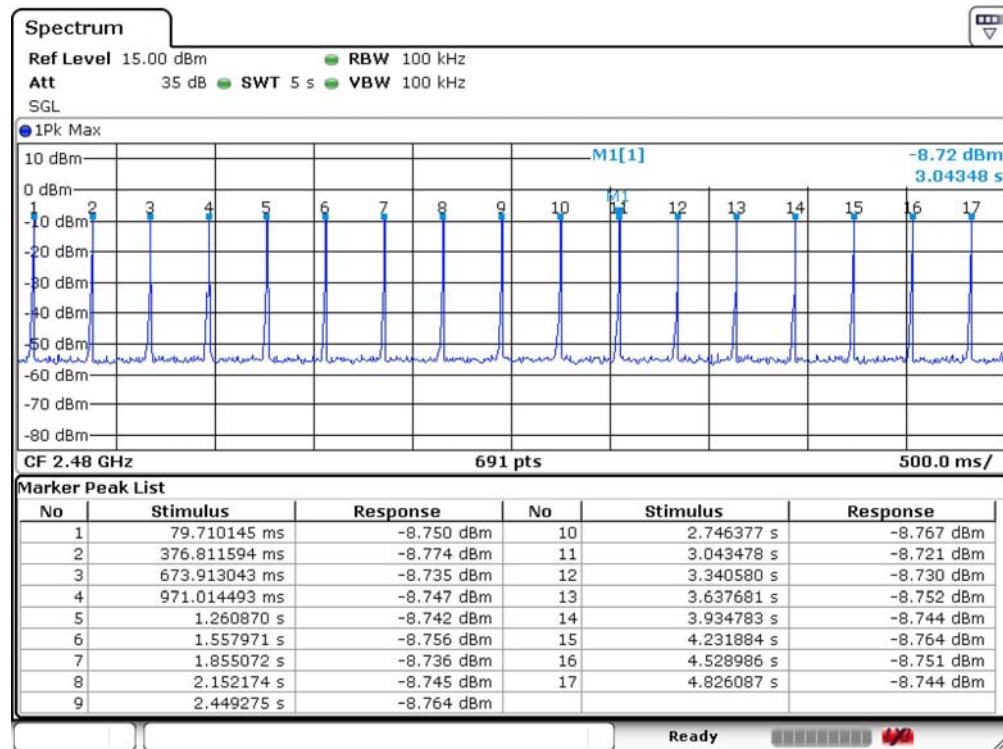 Spectrum
Ref Level 15.00 dBm RBW 100 kHz
Att 35 dB SWT 5 s VBW 100 kHz
SGL
1Pk Max
M1[1] -8.72 dBm
3.04348 s
10 dBm
0 dBm
M1
1 2 3 4 5 6 7 8 9 10 11 12 13 14 15 16 17
-10 dBm
-20 dBm
-30 dBm
-40 dBm
-50 dBm
-60 dBm
-70 dBm
-80 dBm
CF 2.48 GHz 691 pts 500.0 ms/
Marker Peak List
No Stimulus Response No Stimulus Response
1 79.710145 ms -8.750 dBm 10 2.746377 s -8.767 dBm
2 376.811594 ms -8.774 dBm 11 3.043478 s -8.721 dBm
3 673.913043 ms -8.735 dBm 12 3.340580 s -8.730 dBm
4 971.014493 ms -8.747 dBm 13 3.637681 s -8.752 dBm
5 1.260870 s -8.742 dBm 14 3.934783 s -8.744 dBm
6 1.557971 s -8.756 dBm 15 4.231884 s -8.764 dBm
7 1.855072 s -8.736 dBm 16 4.528986 s -8.751 dBm
8 2.152174 s -8.745 dBm 17 4.826087 s -8.744 dBm
9 2.449275 s -8.764 dBm
Ready